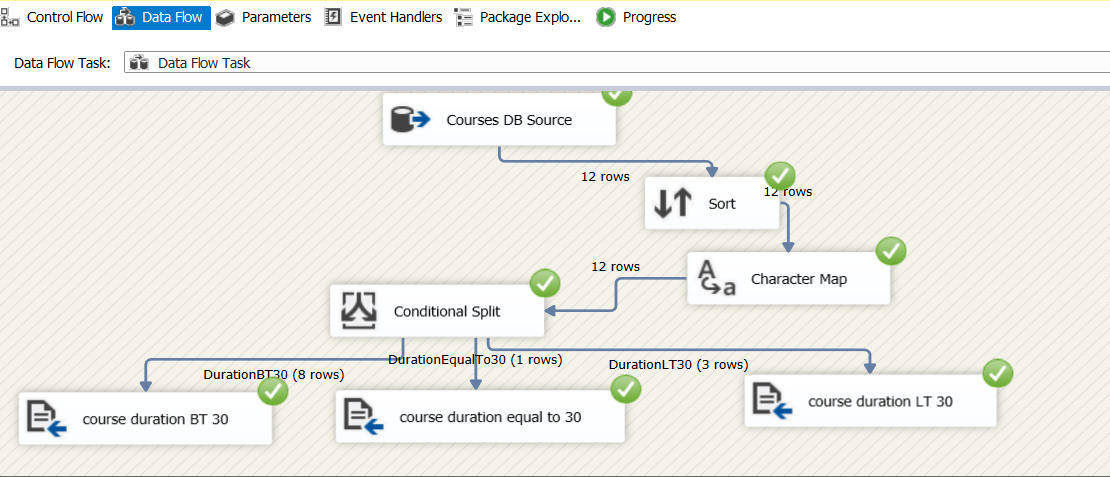 Control Flow
Data Flow
Parameters
Event Handlers
Package Explo...
Progress
Data Flow Task:
Data Flow Task
Courses DB Source
12 rows
Sort
12 rows
Character Map
12 rows
Conditional Split
DurationBT30 (8 rows)
DurationEqualTo30 (1 rows)
DurationLT30 (3 rows)
course duration BT 30
course duration equal to 30
course duration LT 30